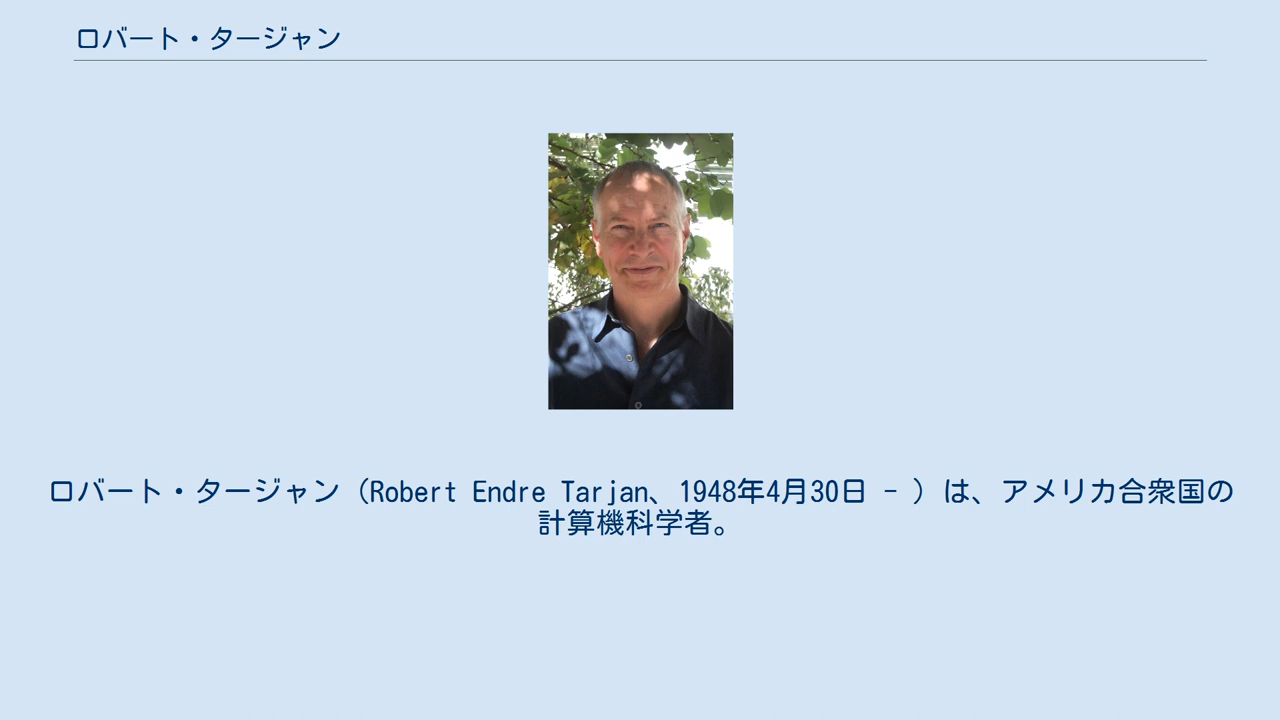 ロバート・タージャン
ロバート・タージャン（Robert Endre Tarjan、1948年4月30日 - ）は、アメリカ合衆国の
計算機科学者。